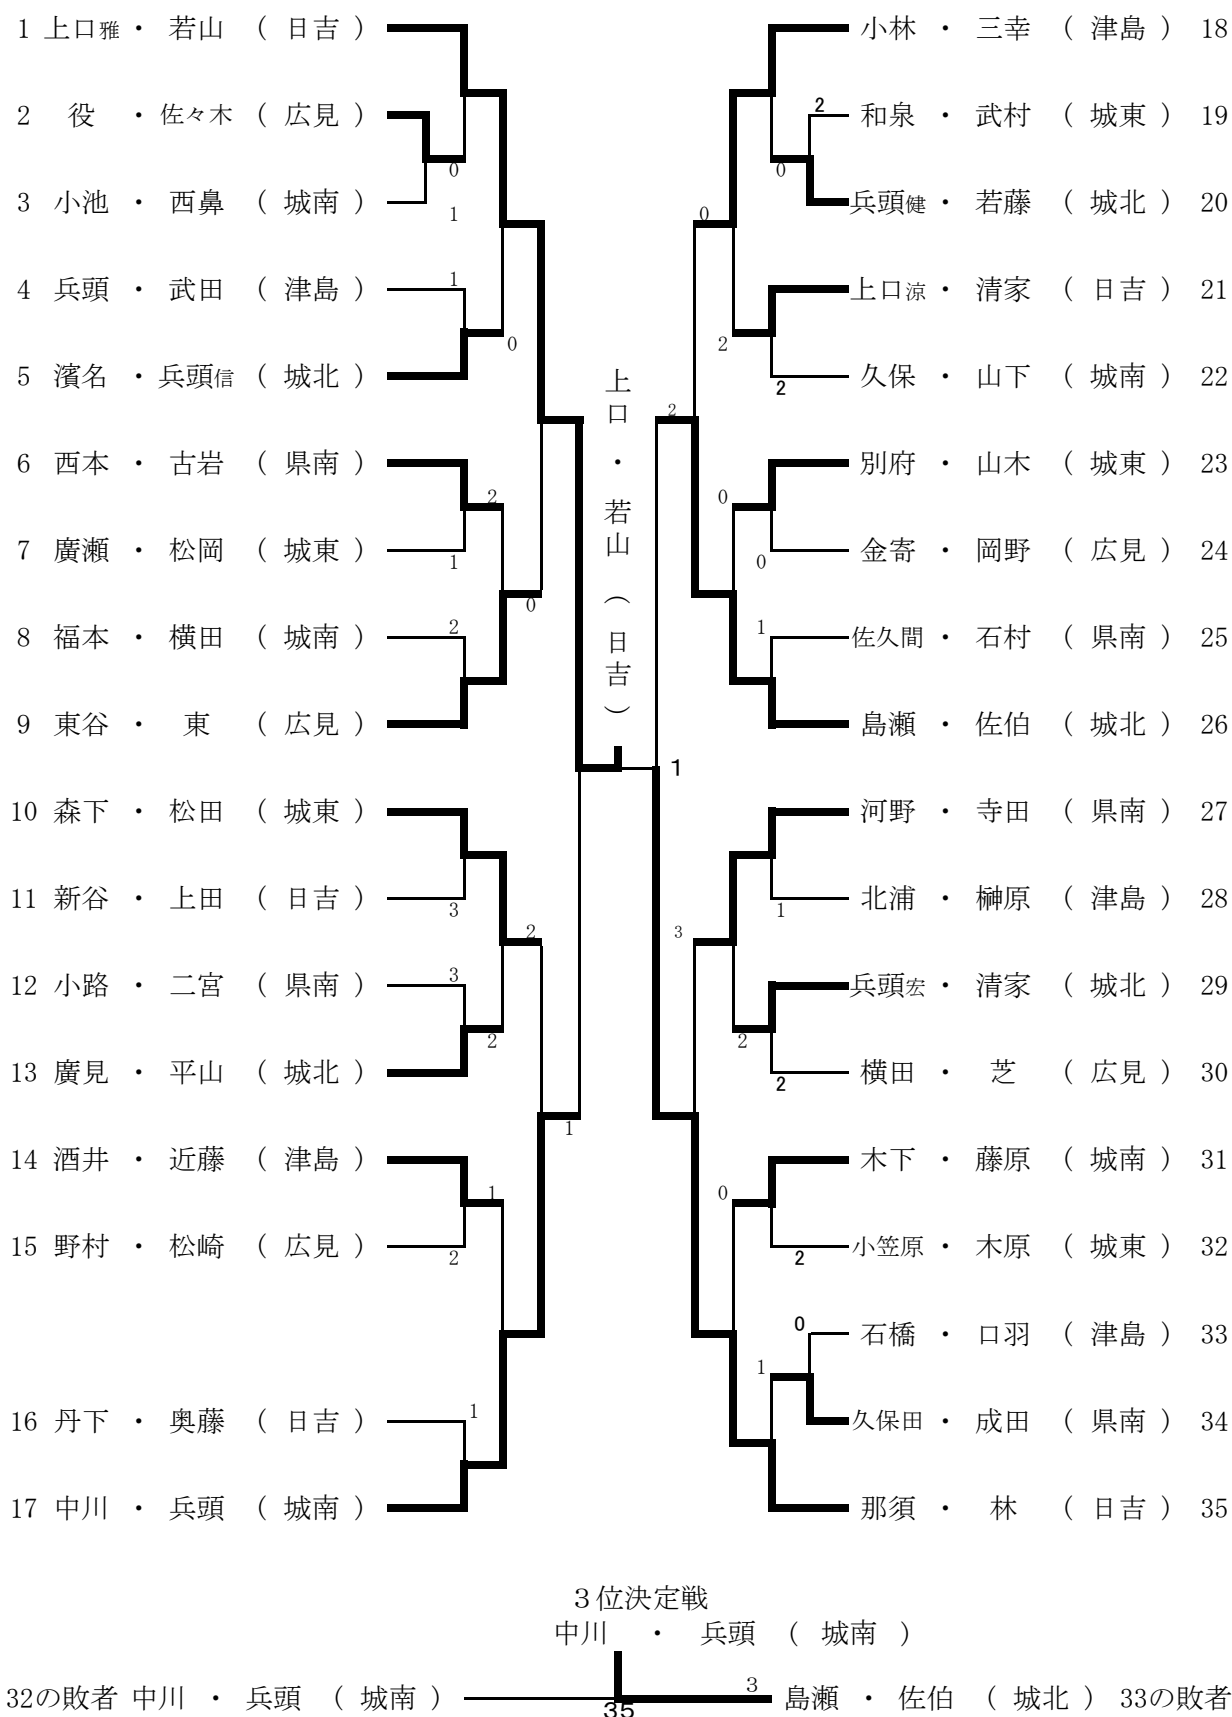 1 上口雅 ・ 若山 ( 日吉 )
2 役 ・ 佐々木 ( 広見 )
0
3 小池 ・ 西鼻 ( 城南 )
1
4 兵頭 ・ 武田 ( 津島 )
1
0
5 濱名 ・ 兵頭信 ( 城北 )
6 西本 ・ 古岩 ( 県南 )
2
7 廣瀬 ・ 松岡 ( 城東 )
1
0
8 福本 ・ 横田 ( 城南 )
2
9 東谷 ・ 東 ( 広見 )
10 森下 ・ 松田 ( 城東 )
11 新谷 ・ 上田 ( 日吉 )
3
2
12 小路 ・ 二宮 ( 県南 )
3
2
13 廣見 ・ 平山 ( 城北 )
1
14 酒井 ・ 近藤 ( 津島 )
1
15 野村 ・ 松崎 ( 広見 )
2
16 丹下 ・ 奥藤 ( 日吉 )
1
17 中川 ・ 兵頭 ( 城南 )
上口・若山(日吉)
1
小林 ・ 三幸 ( 津島 ) 18
2
和泉 ・ 武村 ( 城東 ) 19
0
兵頭健 ・ 若藤 ( 城北 ) 20
0
上口涼 ・ 清家 ( 日吉 ) 21
2
久保 ・ 山下 ( 城南 ) 22
2
2
別府 ・ 山木 ( 城東 ) 23
0
金寄 ・ 岡野 ( 広見 ) 24
0
1
佐久間 ・ 石村 ( 県南 ) 25
島瀬 ・ 佐伯 ( 城北 ) 26
河野 ・ 寺田 ( 県南 ) 27
北浦 ・ 榊原 ( 津島 ) 28
1
3
兵頭宏 ・ 清家 ( 城北 ) 29
2
横田 ・ 芝 ( 広見 ) 30
2
木下 ・ 藤原 ( 城南 ) 31
0
小笠原 ・ 木原 ( 城東 ) 32
2
0
石橋 ・ 口羽 ( 津島 ) 33
1
久保田 ・ 成田 ( 県南 ) 34
那須 ・ 林 ( 日吉 ) 35
３位決定戦
中川 ・ 兵頭 ( 城南 )
32の敗者 中川 ・ 兵頭 ( 城南 )
35
3
島瀬 ・ 佐伯 ( 城北 ) 33の敗者